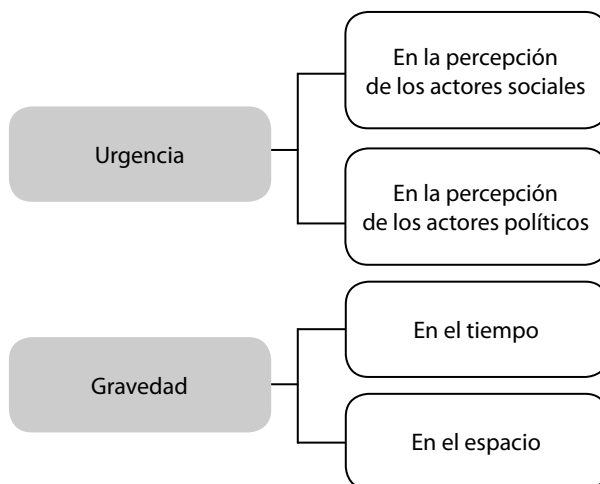 En la percepción
de los actores sociales
Urgencia
En la percepción
de los actores políticos
En el tiempo
Gravedad
En el espacio